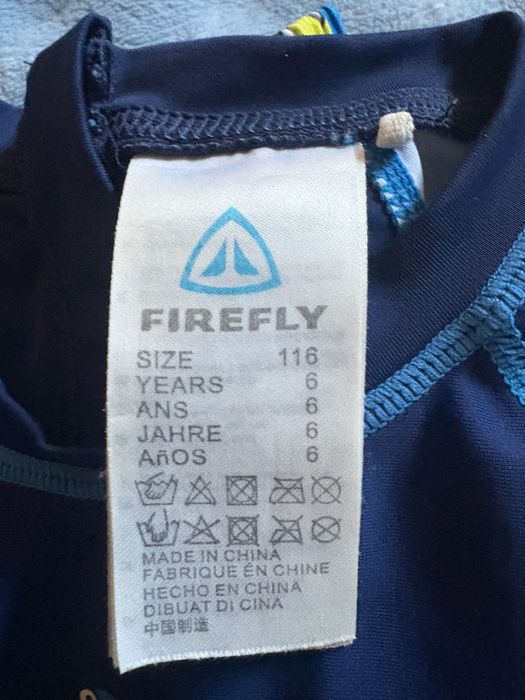 FIREFLY
SIZE 116
YEARS 6
ANS 6
JAHRE 6
AñOS 6
MADE IN CHINA
FABRIQUE ÉN CHINE
HECHO EN CHINA
DIBUAT DI CINA
中国制造